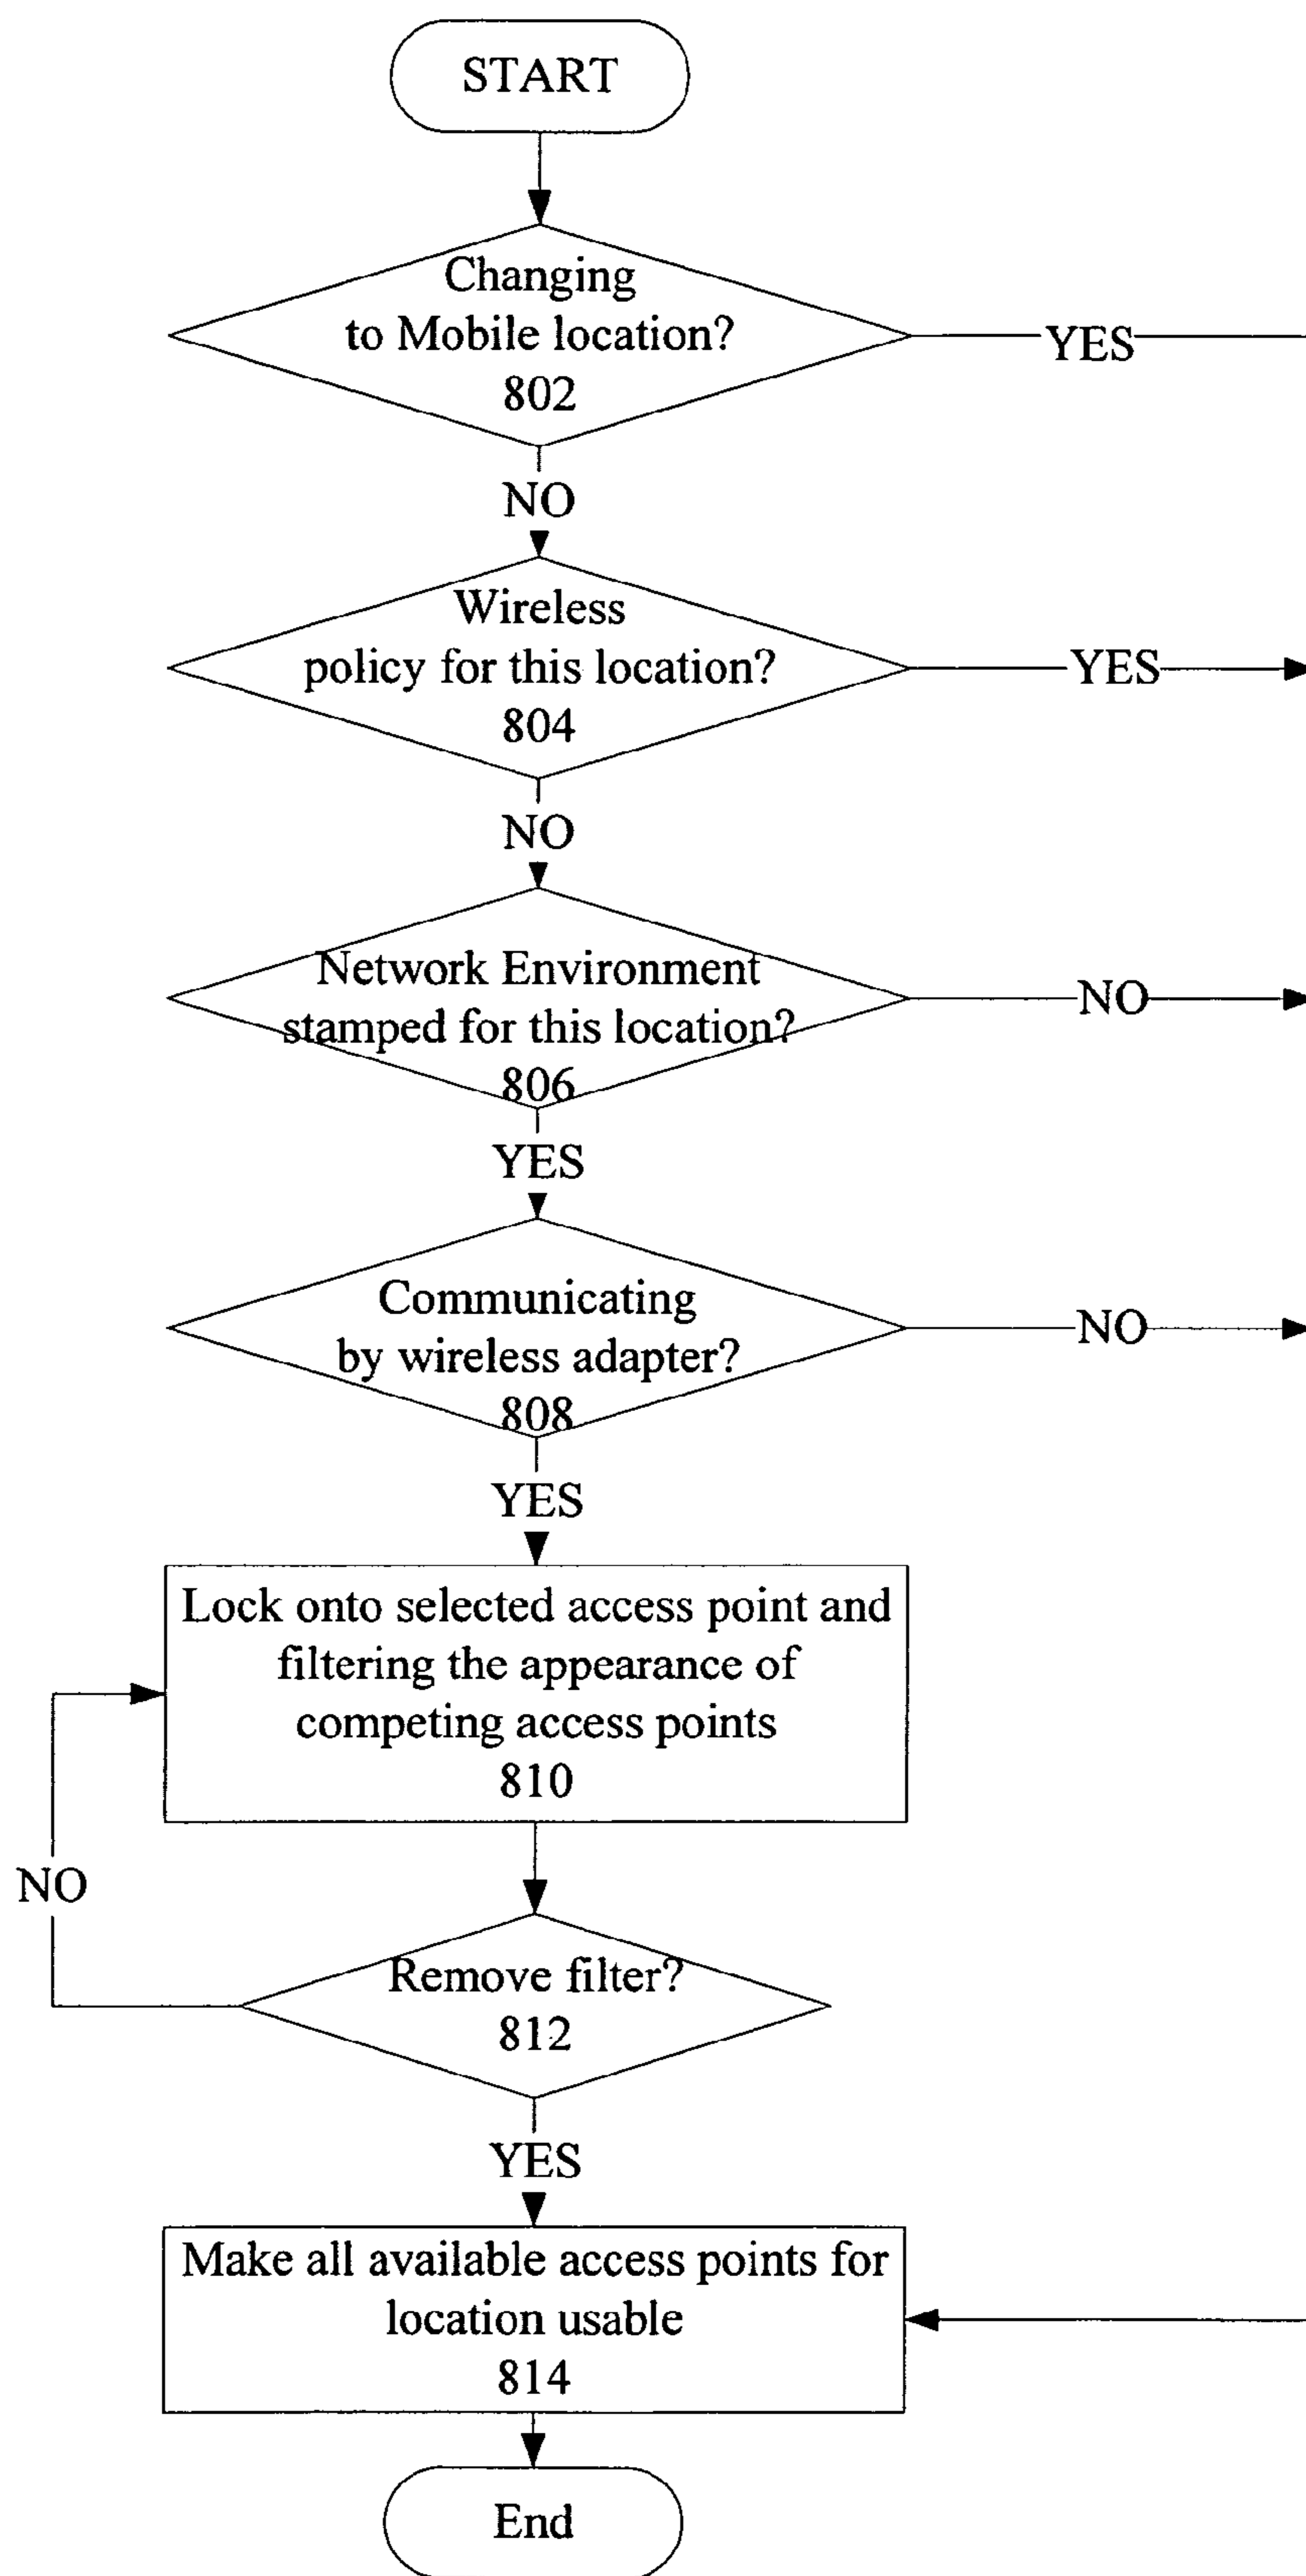 START
Changing
to Mobile location?
802
YES
NO
Wireless
policy for this location?
804
YES
NO
Network Environment
stamped for this location?
806
NO
YES
Communicating
by wireless adapter?
808
NO
YES
Lock onto selected access point and
filtering the appearance of
competing access points
810
NO
Remove filter?
812
YES
Make all available access points for
location usable
814
End